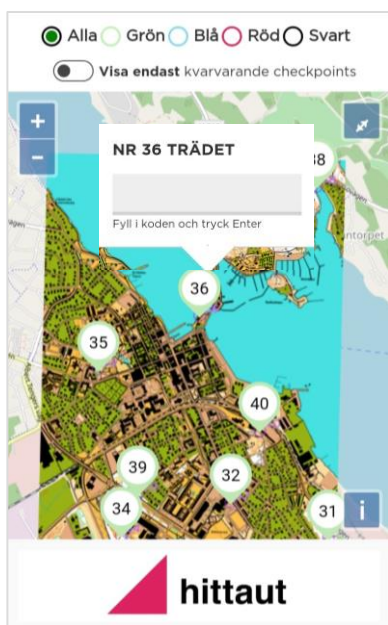 Alla Grön Blå Röd Svart
Visa endast kvarvarande checkpoints
+
-
NR 36 TRÄDET
Fyll i koden och tryck Enter
38
36
35
40
39
32
34
31
i
hittaut